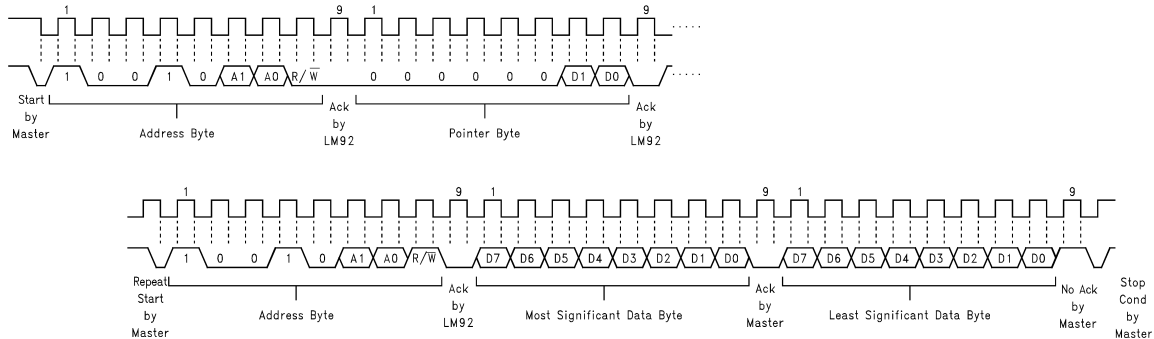 1 9 1 9
1 0 0 1 0 A1 A0 R/W̅ 0 0 0 0 0 0 D1 D0
Start by Master
Address Byte
Ack by LM92
Pointer Byte
Ack by LM92
1 9 1 9 1 9
1 0 0 1 0 A1 A0 R/W̅ D7 D6 D5 D4 D3 D2 D1 D0 D7 D6 D5 D4 D3 D2 D1 D0
Repeat Start by Master
Address Byte
Ack by LM92
Most Significant Data Byte
Ack by Master
Least Significant Data Byte
No Ack by Master
Stop Cond by Master